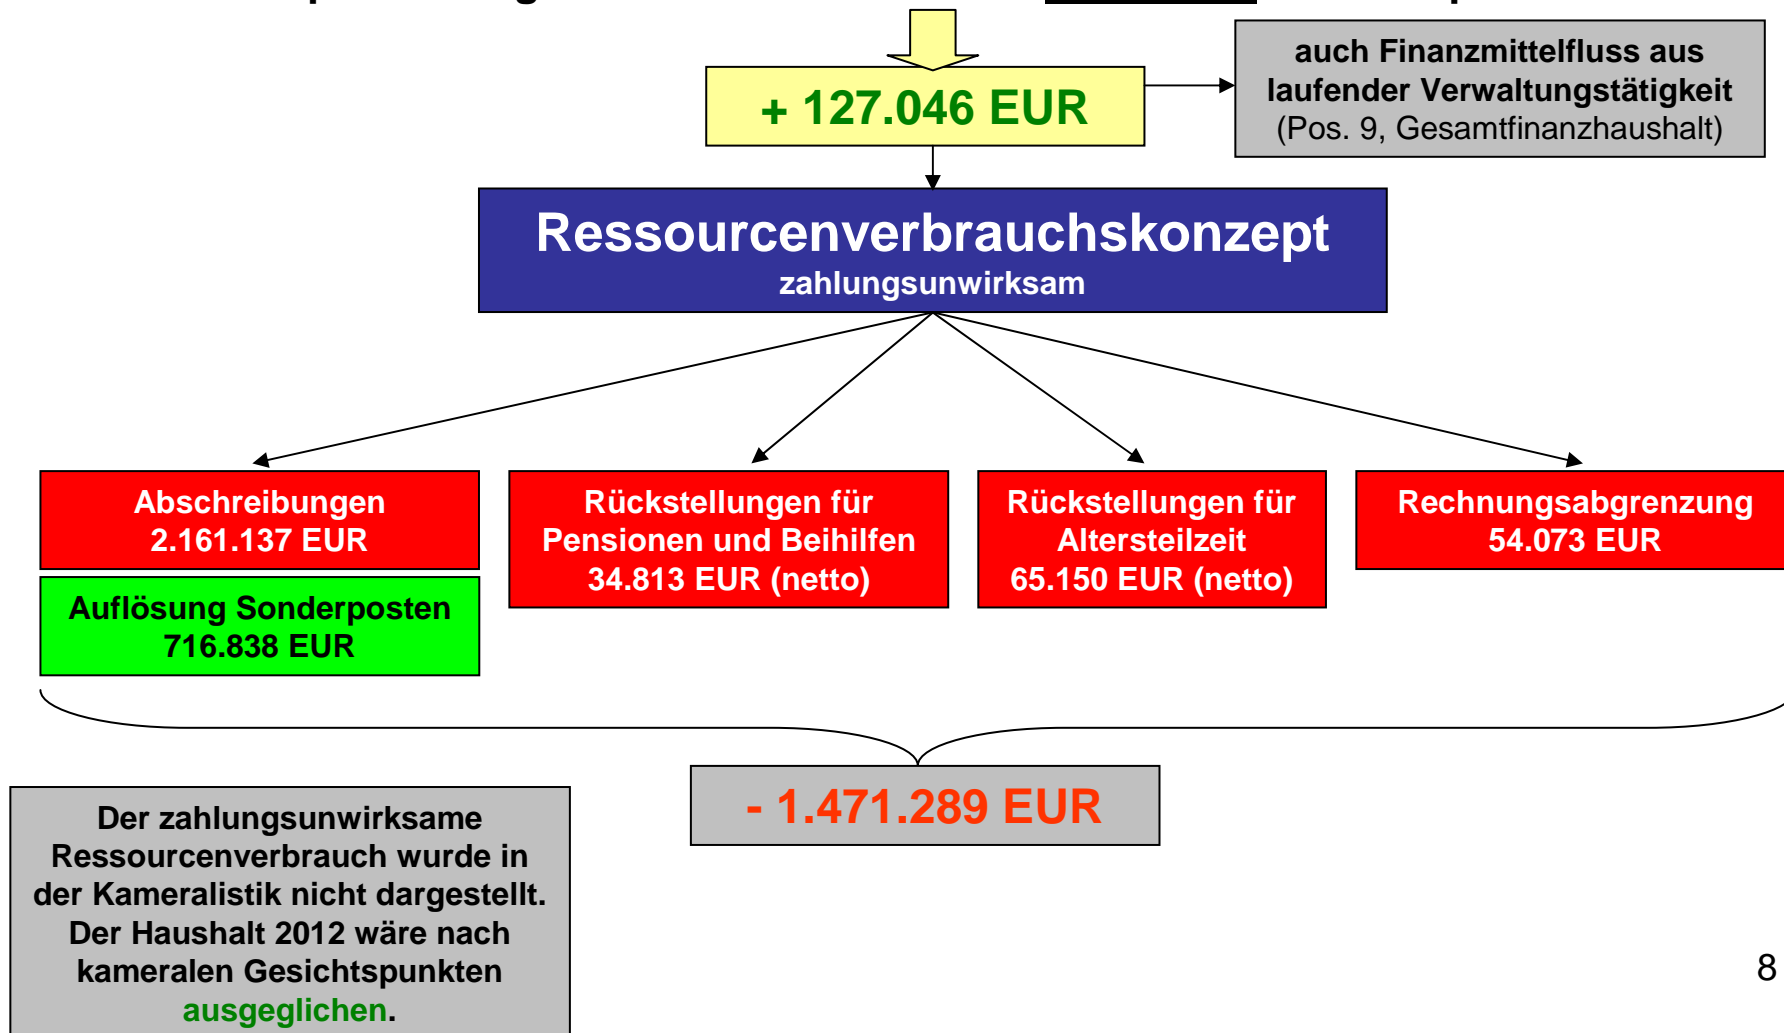 + 127.046 EUR
auch Finanzmittelfluss aus
laufender Verwaltungstätigkeit
(Pos. 9, Gesamtfinanzhaushalt)
Ressourcenverbrauchskonzept
zahlungsunwirksam
Abschreibungen
2.161.137 EUR
Auflösung Sonderposten
716.838 EUR
Rückstellungen für
Pensionen und Beihilfen
34.813 EUR (netto)
Rückstellungen für
Altersteilzeit
65.150 EUR (netto)
Rechnungsabgrenzung
54.073 EUR
- 1.471.289 EUR
Der zahlungsunwirksame
Ressourcenverbrauch wurde in
der Kameralistik nicht dargestellt.
Der Haushalt 2012 wäre nach
kameralen Gesichtspunkten
ausgeglichen.
8